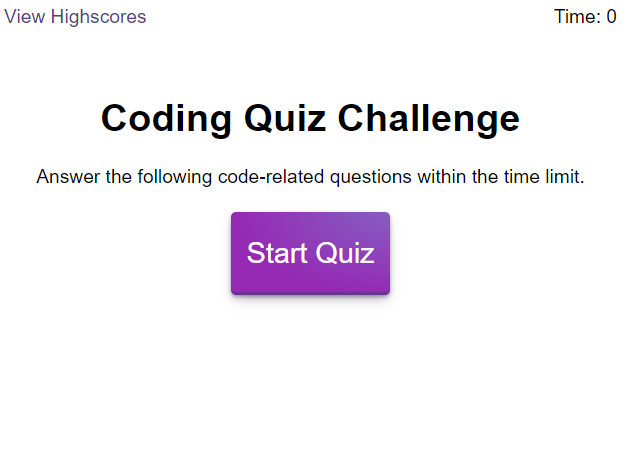 View Highscores
Time: 0
Coding Quiz Challenge
Answer the following code-related questions within the time limit.
Start Quiz